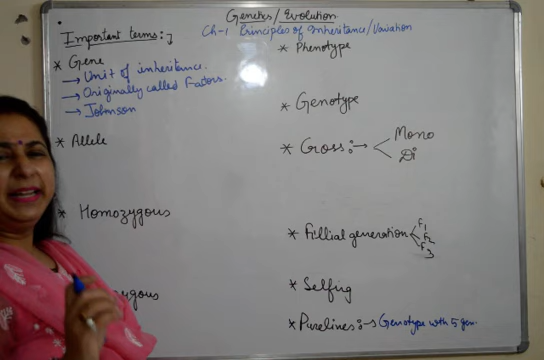 Genetics/Evolution
Ch-1 Principles of Inheritance/Variation
Important terms:-
* Gene
→ Unit of inheritance.
→ Originally called Factors.
→ Johnson
* Allele
* Homozygous
zygous
* Phenotype
* Genotype
* Cross :→ Mono
Di
* Fillial generation F1
F2
F3
* Selfing
* Purelines :→ Genotype with 5 gen.